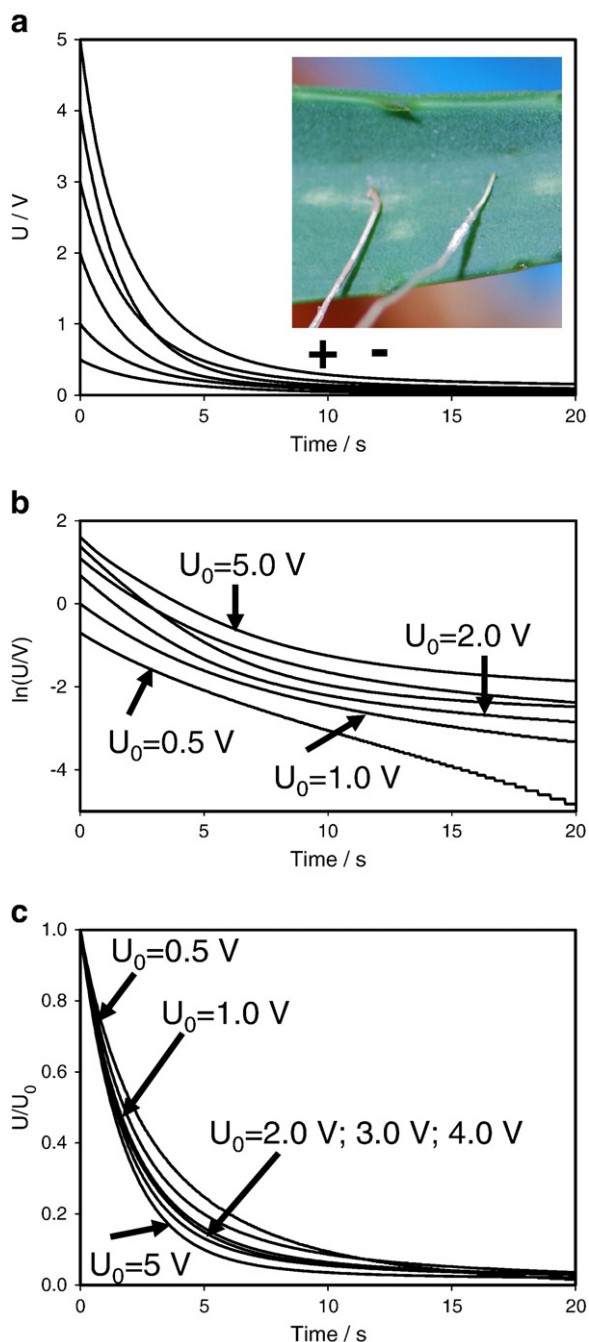 a
5
4
3
2
1
0
U / V
+ -
0 5 10 15 20
Time / s
b
2
0
-2
-4
ln(U/V)
U₀=5.0 V
U₀=2.0 V
U₀=0.5 V
U₀=1.0 V
0 5 10 15 20
Time / s
c
1.0
0.8
0.6
0.4
0.2
0.0
U/U₀
U₀=0.5 V
U₀=1.0 V
U₀=2.0 V; 3.0 V; 4.0 V
U₀=5 V
0 5 10 15 20
Time / s